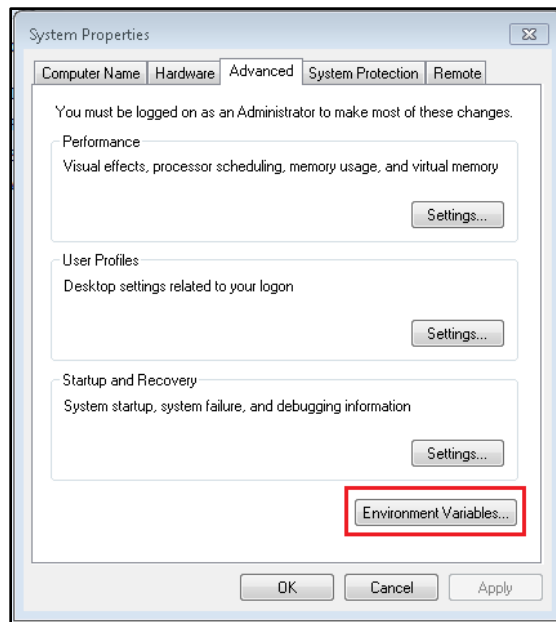 System Properties
Computer Name Hardware Advanced System Protection Remote
You must be logged on as an Administrator to make most of these changes.
Performance
Visual effects, processor scheduling, memory usage, and virtual memory
Settings...
User Profiles
Desktop settings related to your logon
Settings...
Startup and Recovery
System startup, system failure, and debugging information
Settings...
Environment Variables...
OK Cancel Apply